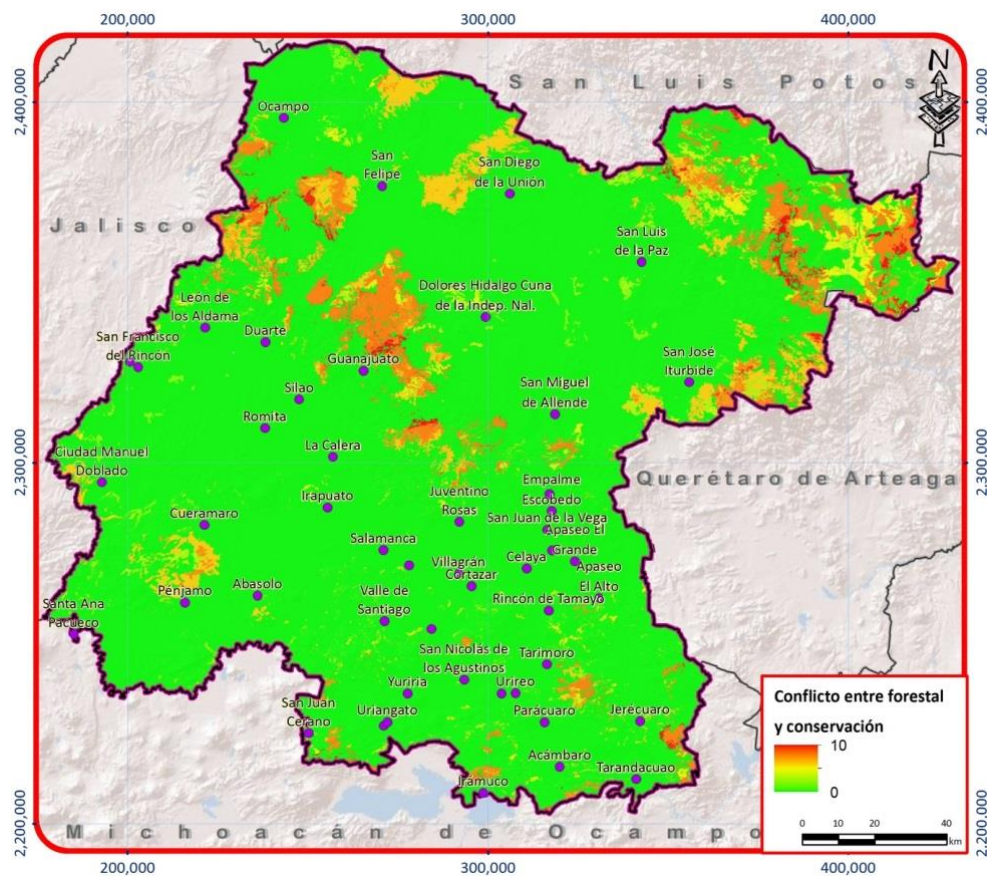 200,000
300,000
400,000
N
San Luis Potos
2,400,000
2,400,000
Ocampo
San
Felipe
San Diego
de la Unión
Jalisco
San Luis
de la Paz
León de
los Aldama
Dolores Hidalgo Cuna
de la Indep. Nal.
San Francisco
del Rincón
Duarte
Guanajuato
San José
Iturbide
Silao
San Miguel
de Allende
Romita
La Calera
2,300,000
2,300,000
Ciudad Manuel
Doblado
Querétaro de Arteaga
Empalme
Escobedo
Irapuato
Juventino
Rosas
Cueramaro
San Juan de la Vega
Apaseo El
Grande
Salamanca
Villagrán
Celaya
Apaseo
El Alto
Cortazar
Pénjamo
Abasolo
Valle de
Santiago
Rincón de Tamayo
Santa Ana
Pacueco
San Nicolás de
los Agustinos
Tarimoro
Yuriria
Urireo
San Juan
Cerano
Uriangato
Parácuaro
Jerécuaro
Acámbaro
Tarandacuao
Irámuco
2,200,000
2,200,000
Michoacán de Ocampo
Conflicto entre forestal
y conservación
10
0
0 10 20 40
km
200,000
300,000
400,000